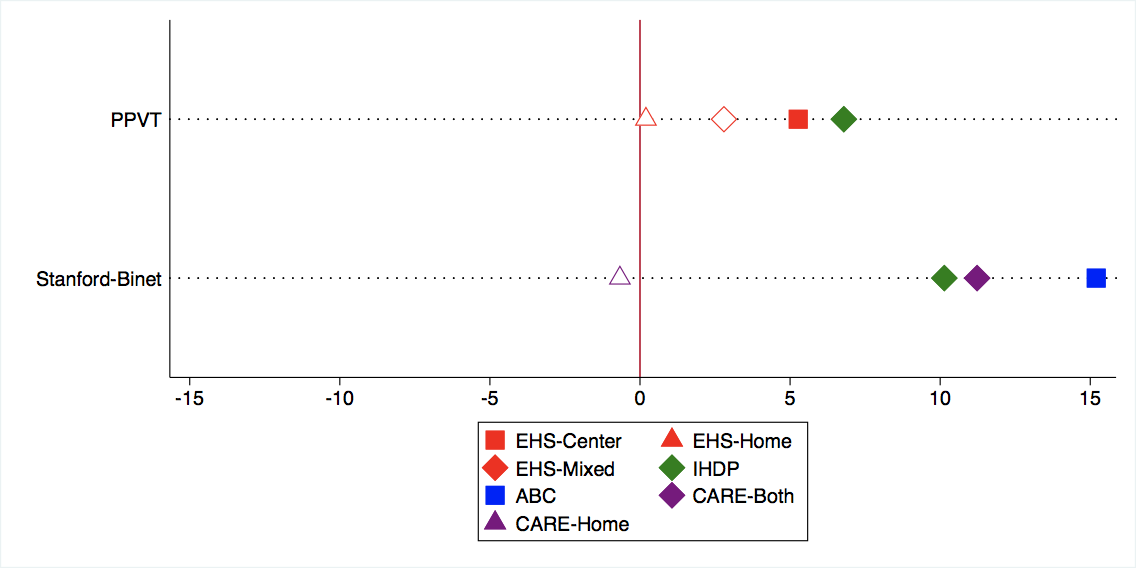 PPVT
Stanford-Binet
-15 -10 -5 0 5 10 15
EHS-Center EHS-Home
EHS-Mixed IHDP
ABC CARE-Both
CARE-Home